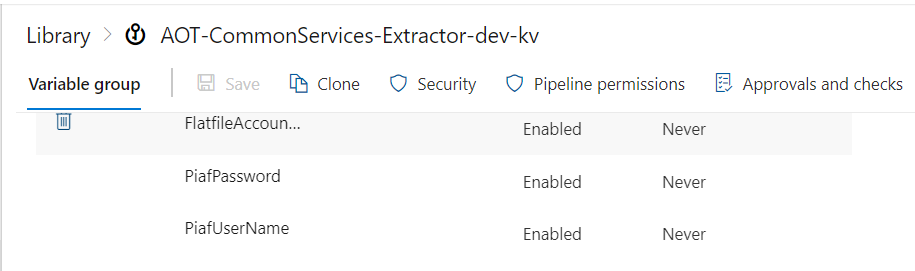 Library > AOT-CommonServices-Extractor-dev-kv
Variable group Save Clone Security Pipeline permissions Approvals and checks
FlatfileAccoun... Enabled Never
PiafPassword Enabled Never
PiafUserName Enabled Never